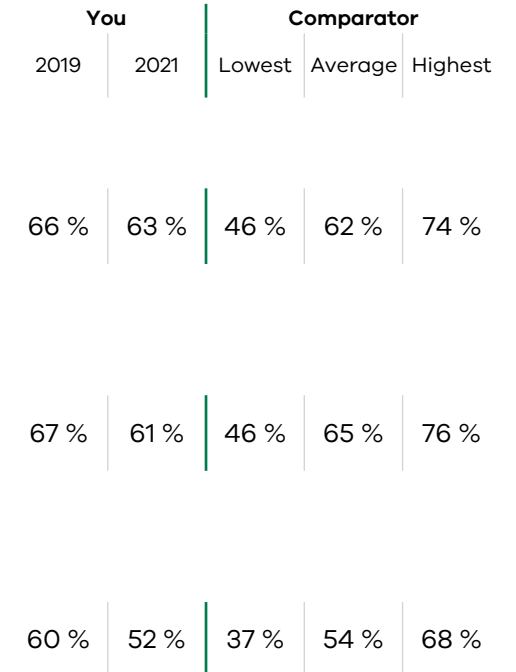 You Comparator
2019 2021 Lowest Average Highest
66 % 63 % 46 % 62 % 74 %
67 % 61 % 46 % 65 % 76 %
60 % 52 % 37 % 54 % 68 %